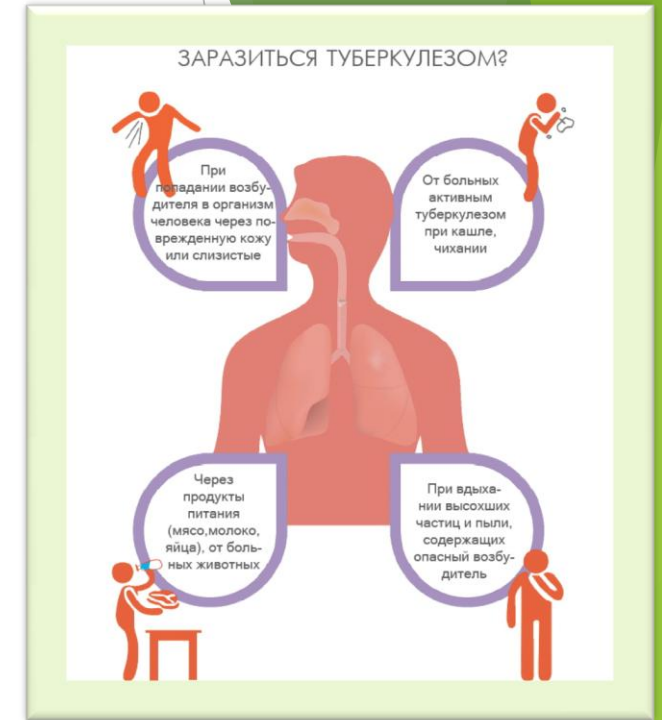 ЗАРАЗИТЬСЯ ТУБЕРКУЛЕЗОМ?
При
попадании возбу-
дителя в организм
человека через по-
врежденную кожу
или слизистые
От больных
активным
туберкулезом
при кашле,
чихании
Через
продукты
питания
(мясо,молоко,
яйца), от боль-
ных животных
При вдыха-
нии высохших
частиц и пыли,
содержащих
опасный возбу-
дитель